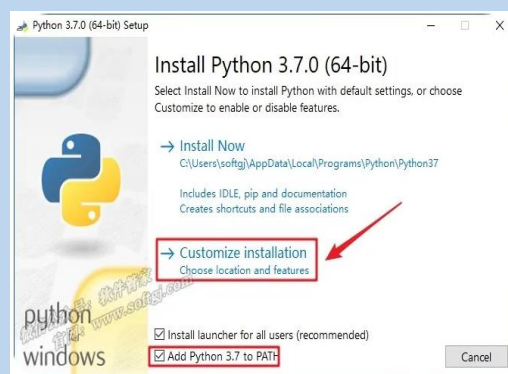 Python 3.7.0 (64-bit) Setup
Install Python 3.7.0 (64-bit)
Select Install Now to install Python with default settings, or choose
Customize to enable or disable features.
Install Now
C:\Users\softgj\AppData\Local\Programs\Python\Python37
Includes IDLE, pip and documentation
Creates shortcuts and file associations
Customize installation
Choose location and features
python
windows
www.softgj.com
Install launcher for all users (recommended)
Add Python 3.7 to PATH
Cancel